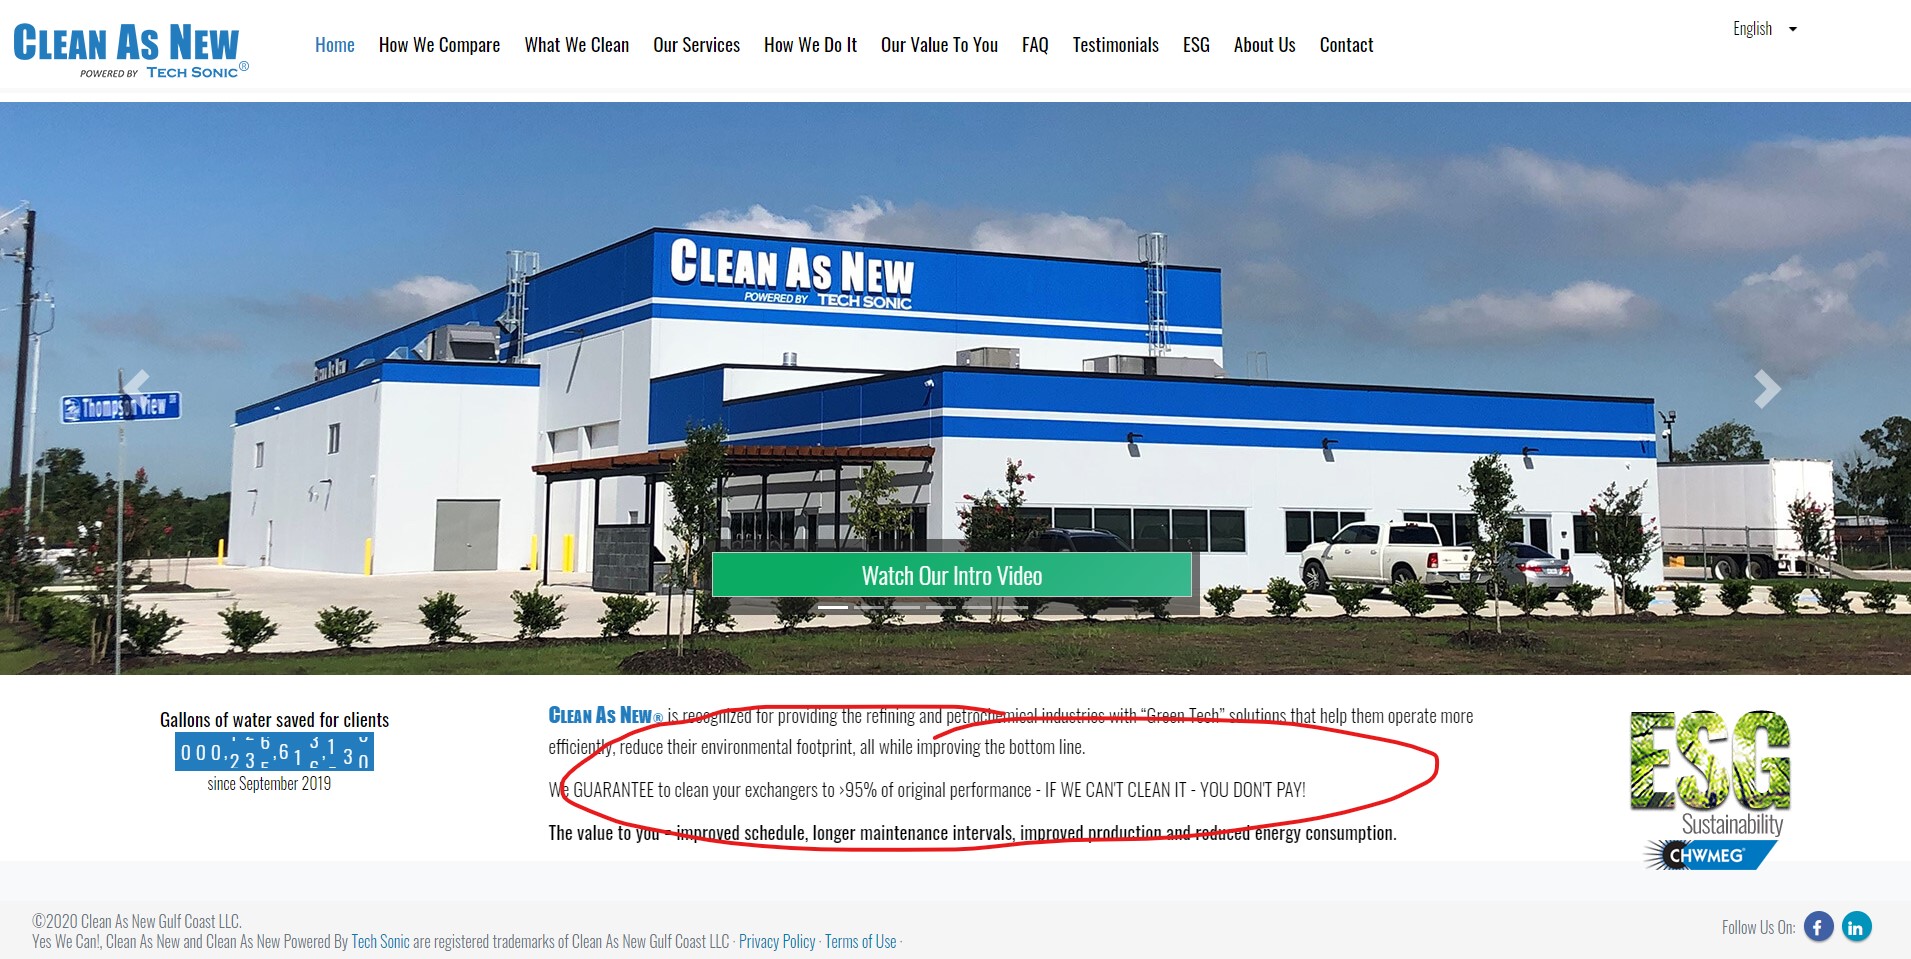 CLEAN AS NEW
POWERED BY TECH SONIC®
Home How We Compare What We Clean Our Services How We Do It Our Value To You FAQ Testimonials ESG About Us Contact
English
CLEAN AS NEW
POWERED BY TECH SONIC
CLEAN AS NEW
Thompson View DR
Watch Our Intro Video
Gallons of water saved for clients
since September 2019
CLEAN AS NEW® is recognized for providing the refining and petrochemical industries with “Green Tech” solutions that help them operate more
efficiently, reduce their environmental footprint, all while improving the bottom line.
We GUARANTEE to clean your exchangers to >95% of original performance - IF WE CAN'T CLEAN IT - YOU DON'T PAY!
The value to you = improved schedule, longer maintenance intervals, improved production and reduced energy consumption.
ESG
Sustainability
CHWMEG®
©2020 Clean As New Gulf Coast LLC.
Yes We Can!, Clean As New and Clean As New Powered By Tech Sonic are registered trademarks of Clean As New Gulf Coast LLC · Privacy Policy · Terms of Use ·
Follow Us On: f in